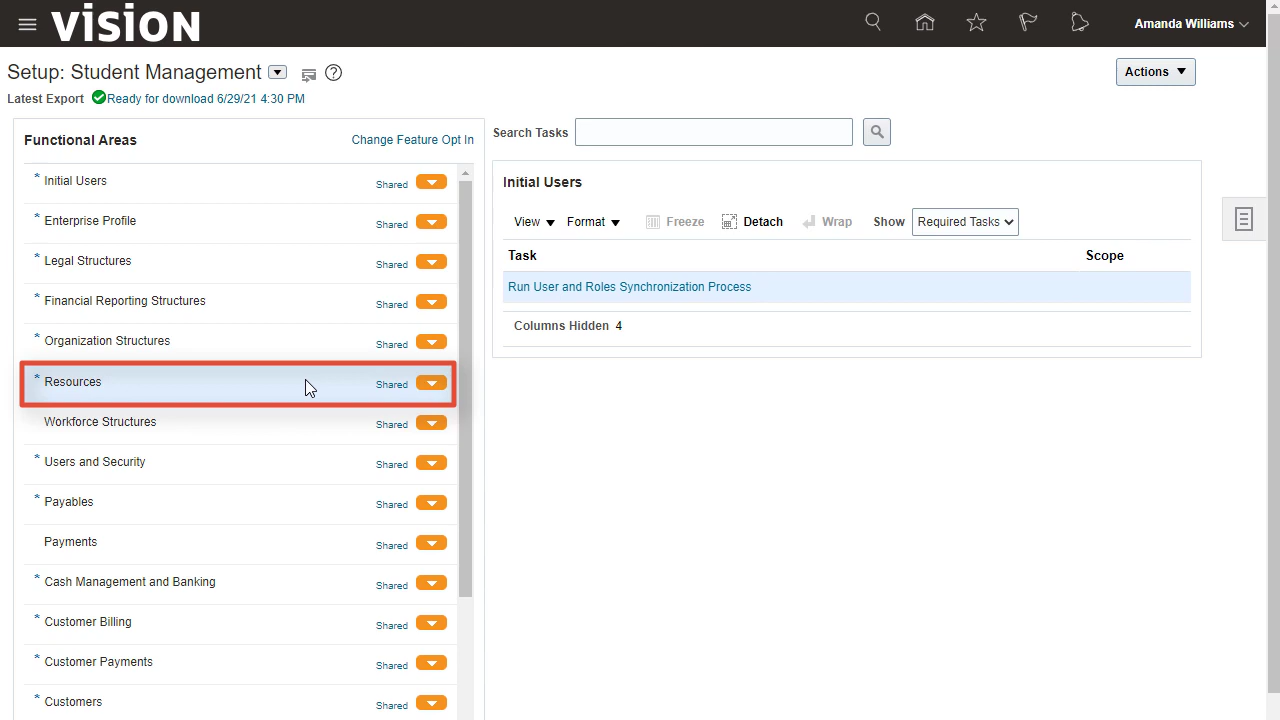 vision
Amanda Williams
Setup: Student Management
Actions
Latest Export Ready for download 6/29/21 4:30 PM
Functional Areas
Change Feature Opt In
* Initial Users Shared
* Enterprise Profile Shared
* Legal Structures Shared
* Financial Reporting Structures Shared
* Organization Structures Shared
* Resources Shared
Workforce Structures Shared
* Users and Security Shared
* Payables Shared
Payments Shared
* Cash Management and Banking Shared
* Customer Billing Shared
* Customer Payments Shared
* Customers Shared
Search Tasks
Initial Users
View Format Freeze Detach Wrap Show Required Tasks
Task Scope
Run User and Roles Synchronization Process
Columns Hidden 4